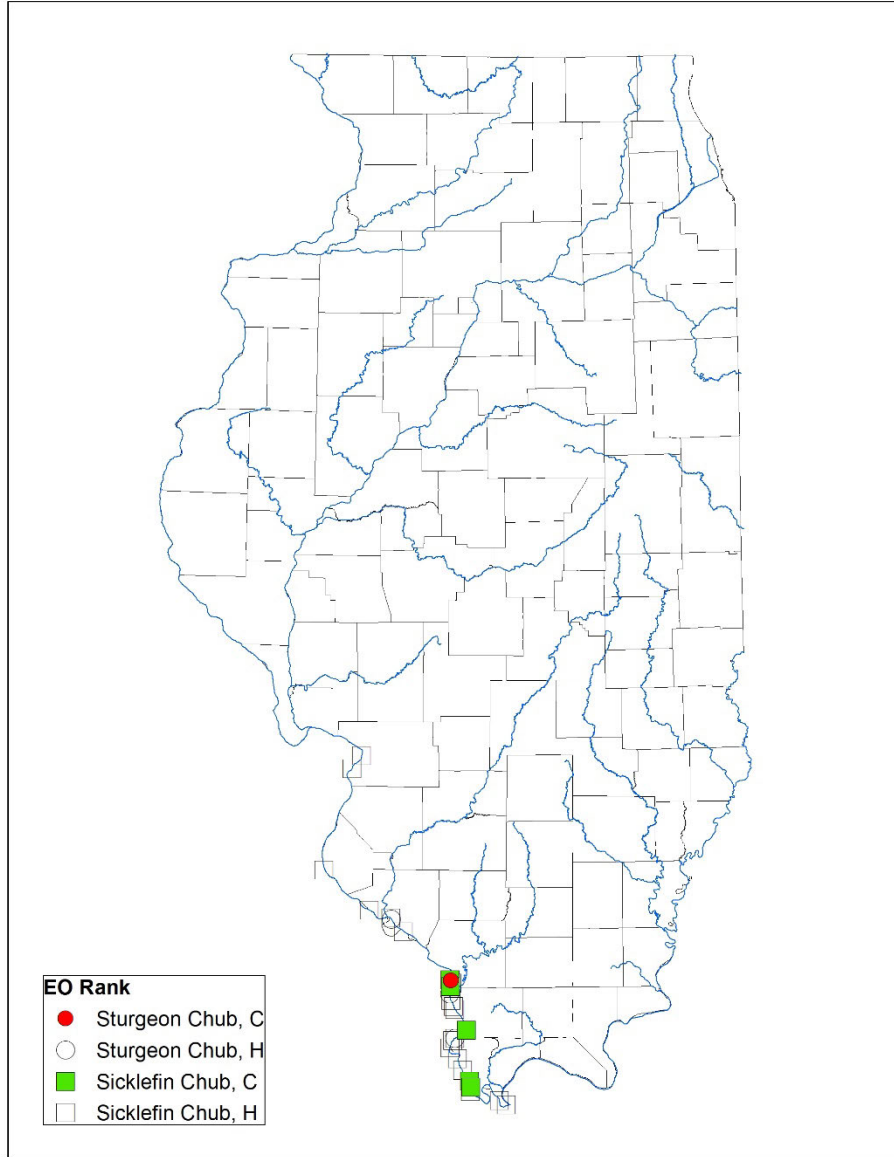 EO Rank
Sturgeon Chub, C
Sturgeon Chub, H
Sicklefin Chub, C
Sicklefin Chub, H